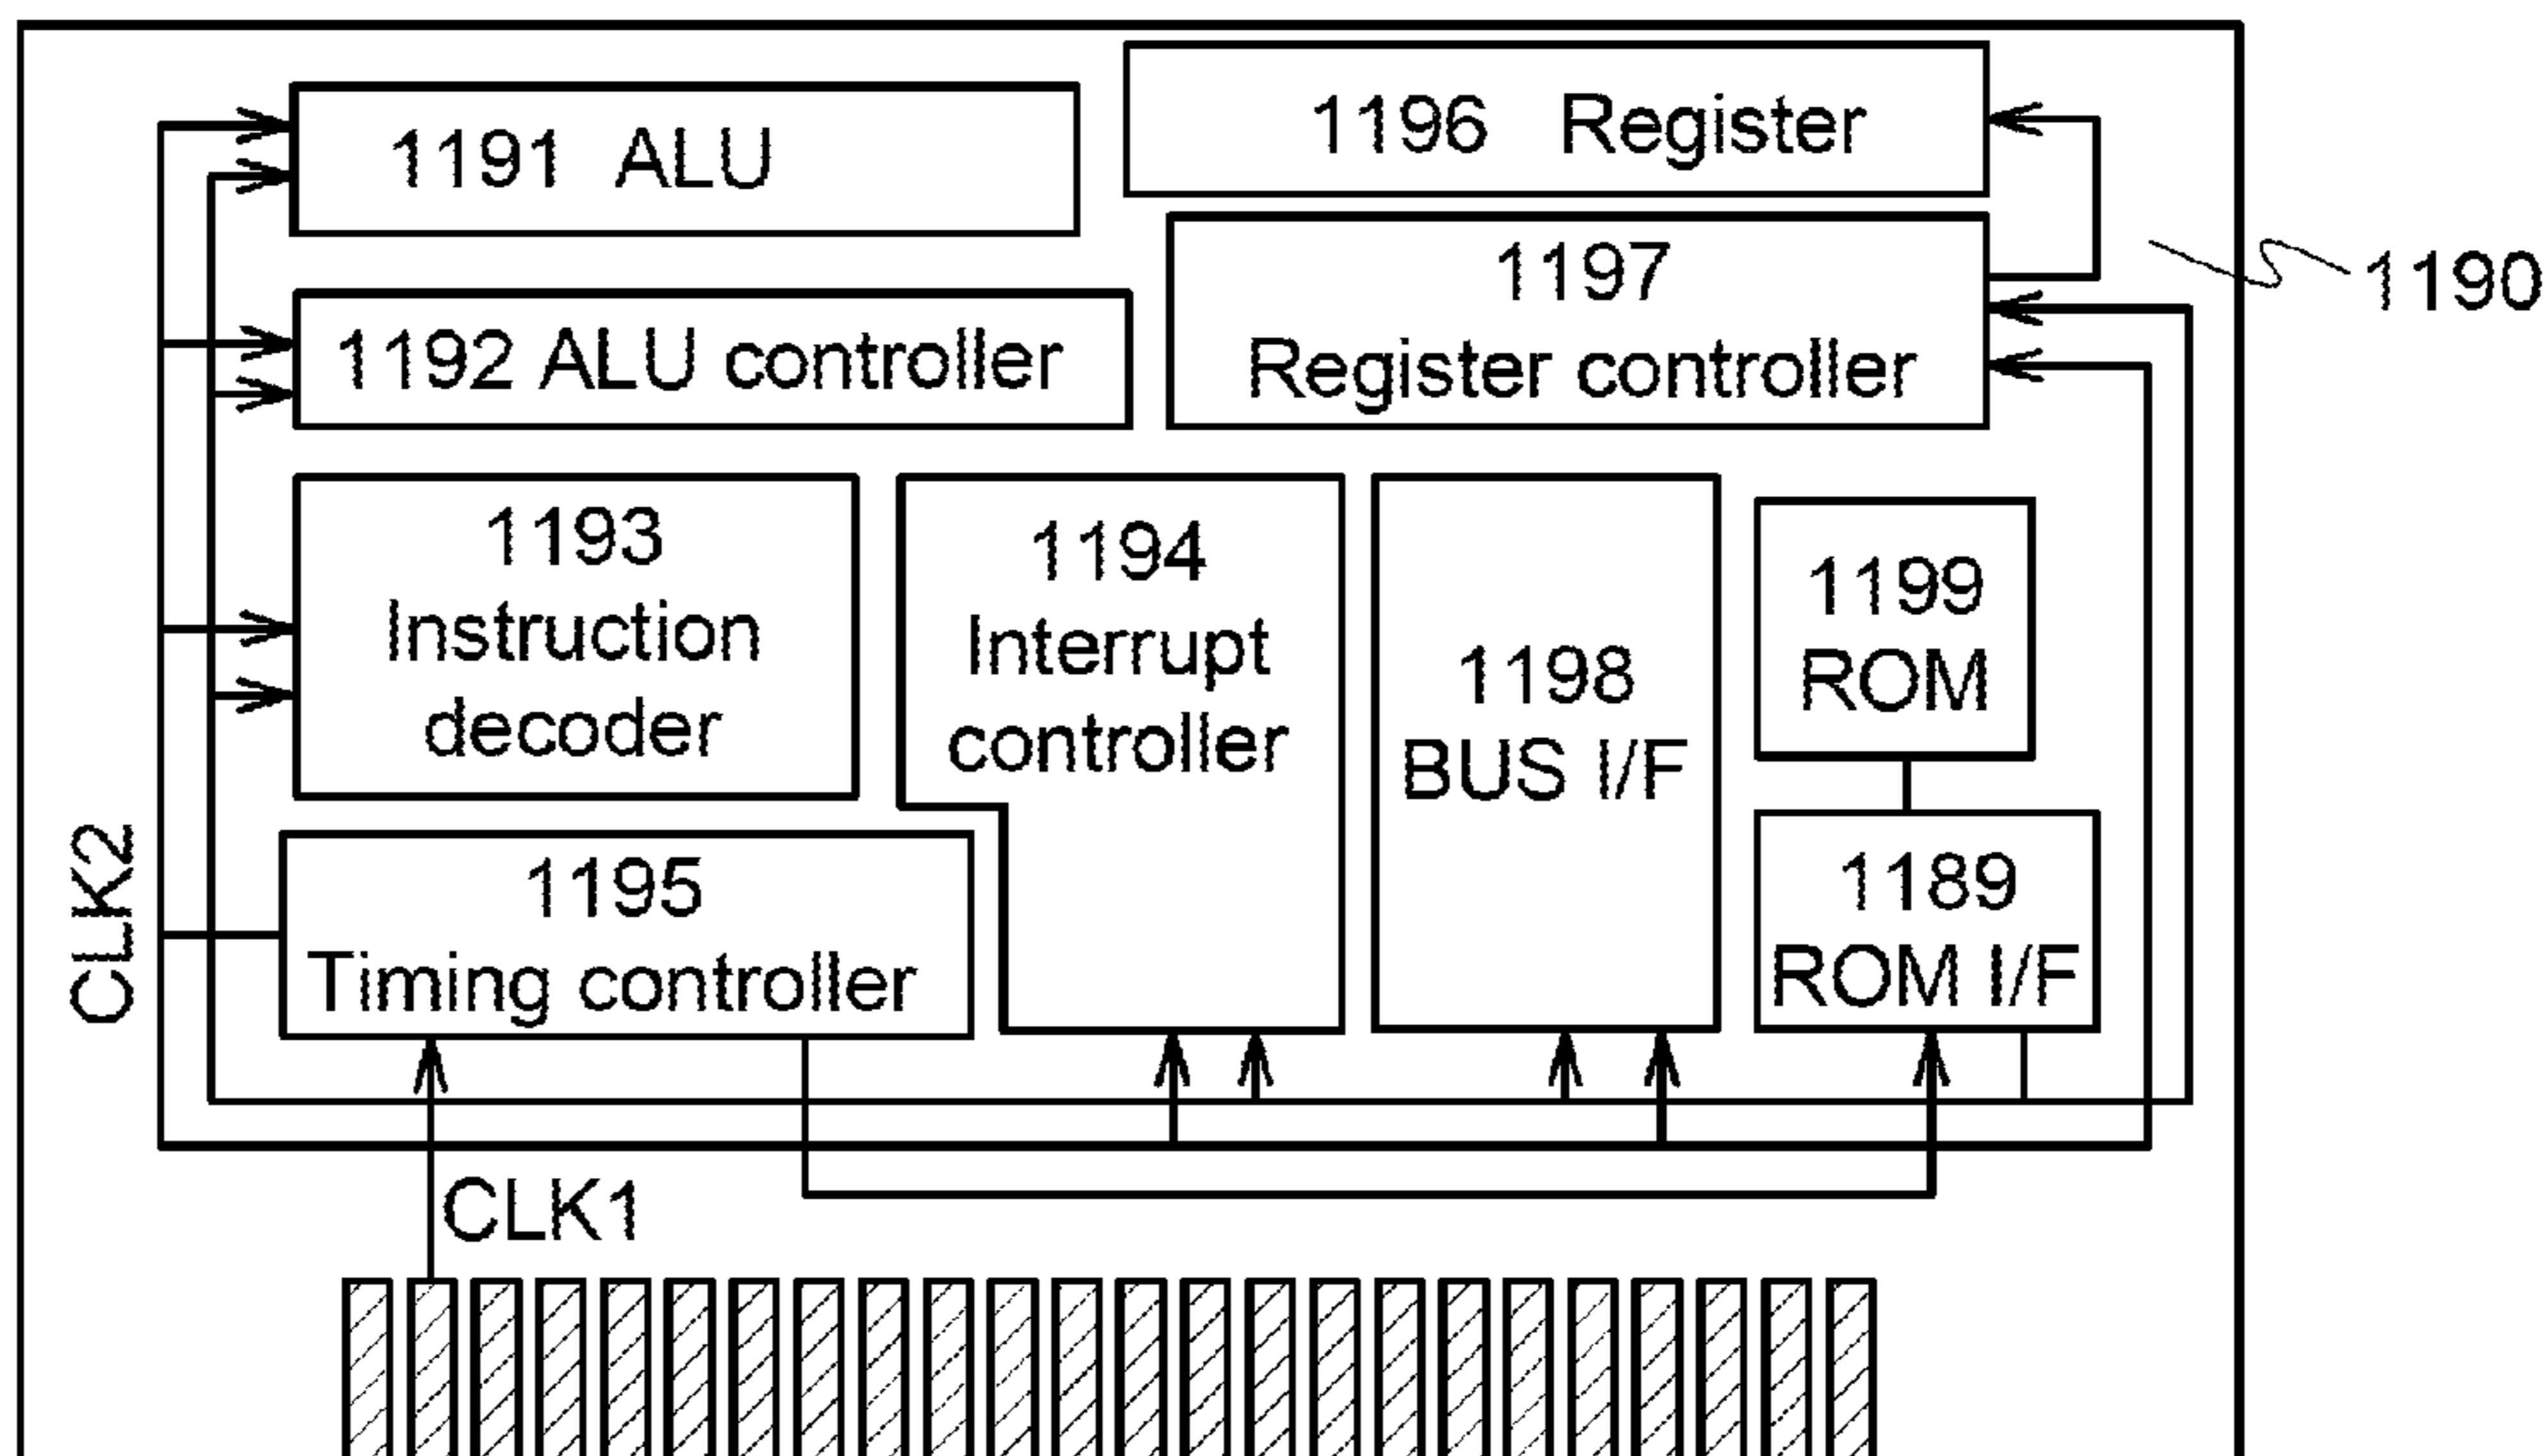 1191 ALU
1196 Register
1192 ALU controller
1197
Register controller
1190
1193
Instruction
decoder
1194
Interrupt
controller
1198
BUS I/F
1199
ROM
1189
ROM I/F
1195
Timing controller
CLK2
CLK1